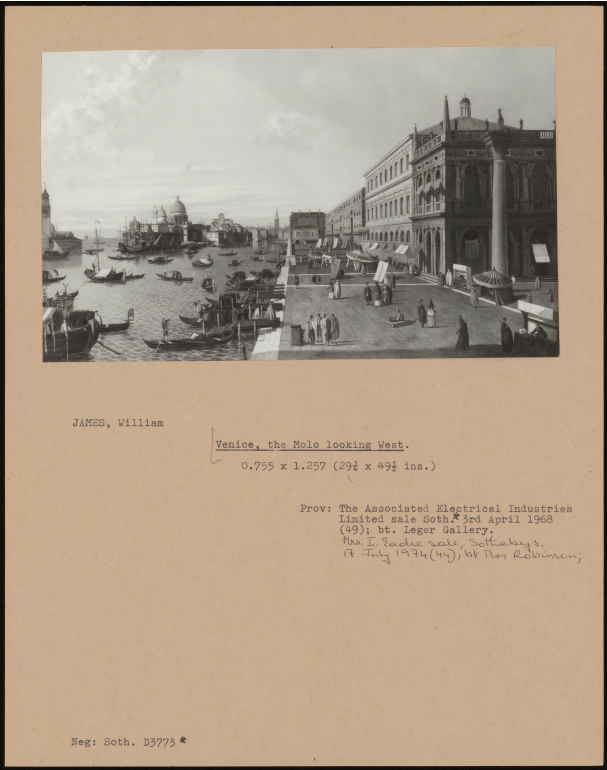 JAMES, William
Venice, the Molo looking West.
0.755 x 1.257 (29¾ x 49½ ins.)
Prov: The Associated Electrical Industries
Limited sale Soth.* 3rd April 1968
(49); bt. Leger Gallery.
Mrs. I. Eadie sale, Sothebys,
17 July 1974 (44), bt Mrs Robinson;
Neg: Soth. D3773 *